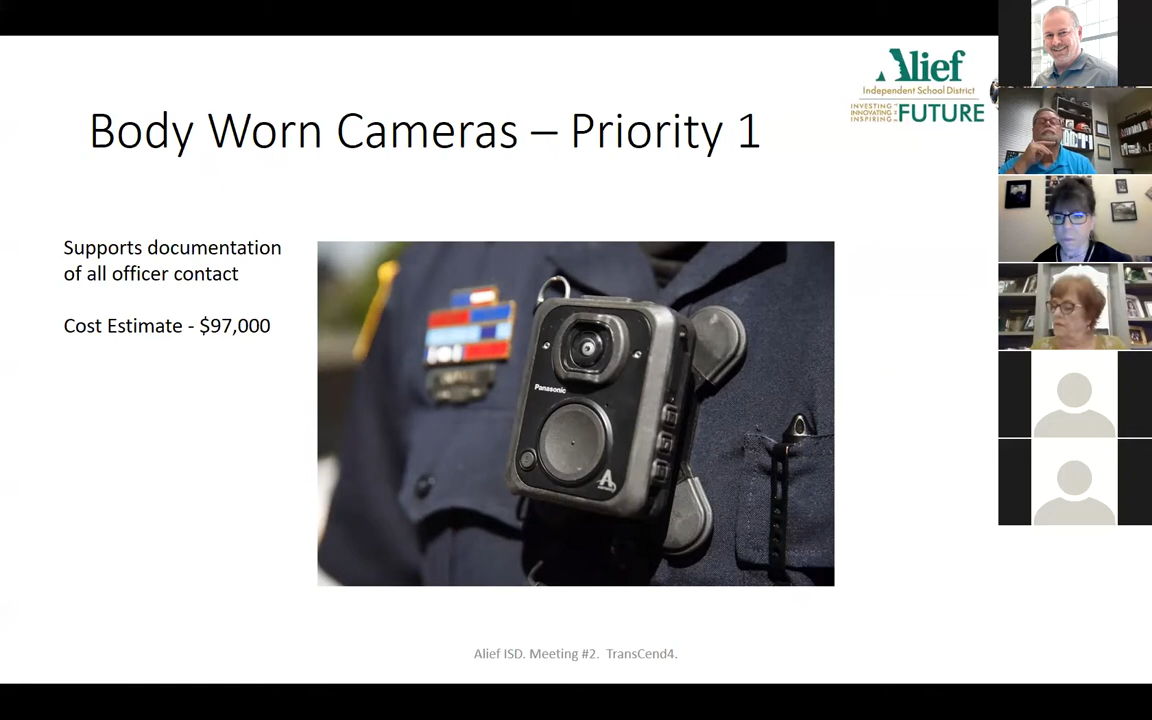 Alief
Independent School District
INVESTING
INNOVATING
INSPIRING
FUTURE
Body Worn Cameras – Priority 1
Supports documentation
of all officer contact
Cost Estimate - $97,000
Panasonic
Alief ISD. Meeting #2. TransCend4.